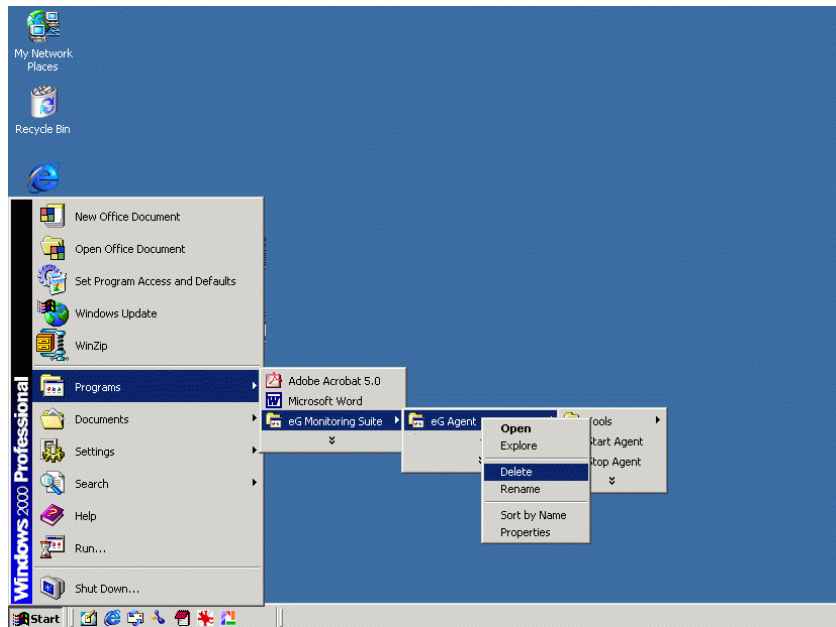 My Network
Places
Recycle Bin
New Office Document
Open Office Document
Set Program Access and Defaults
Windows Update
WinZip
Programs
Documents
Settings
Search
Help
Run...
Shut Down...
Windows 2000 Professional
Adobe Acrobat 5.0
Microsoft Word
eG Monitoring Suite
eG Agent
Open
Explore
Delete
Rename
Sort by Name
Properties
Tools
Start Agent
Stop Agent
Start